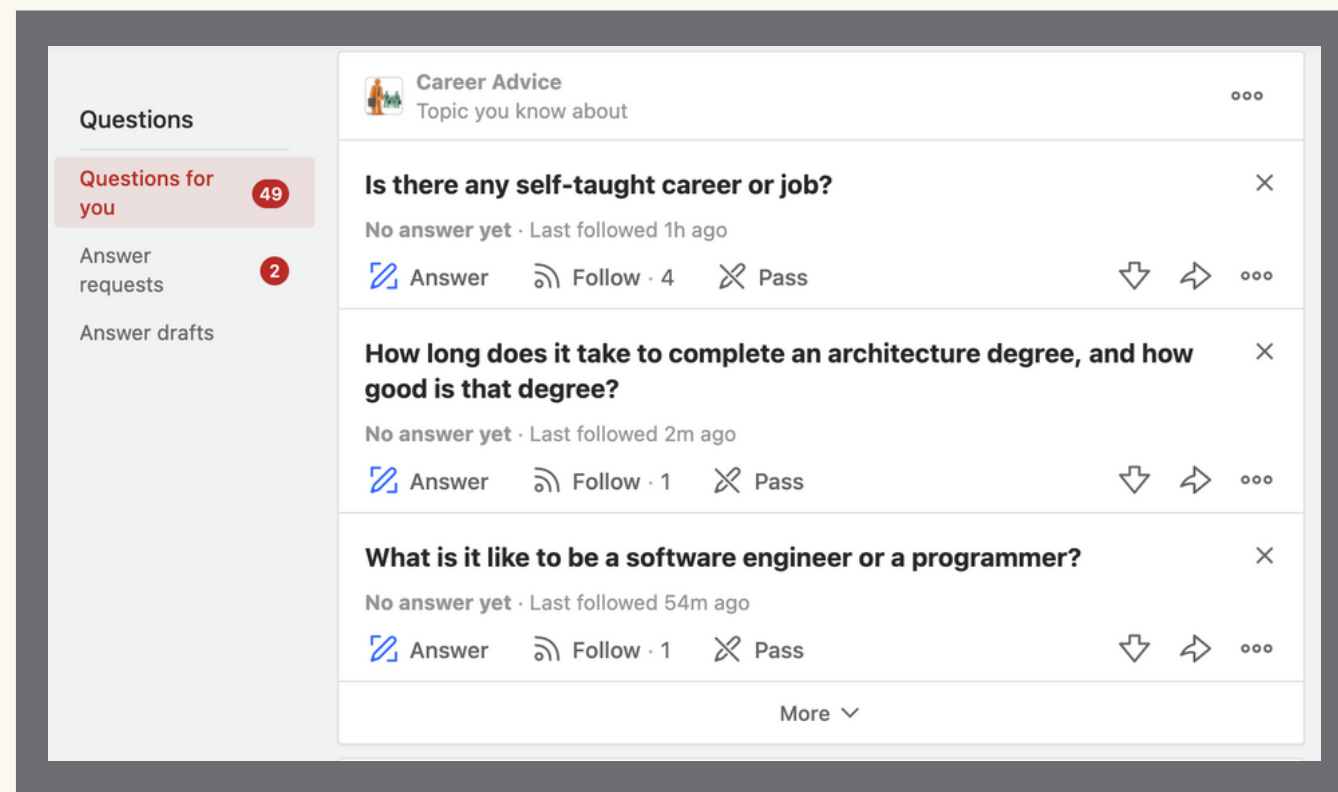 Questions
Questions for
you
49
Answer
requests
2
Answer drafts
Career Advice
Topic you know about
Is there any self-taught career or job?
No answer yet · Last followed 1h ago
Answer Follow · 4 Pass
How long does it take to complete an architecture degree, and how
good is that degree?
No answer yet · Last followed 2m ago
Answer Follow · 1 Pass
What is it like to be a software engineer or a programmer?
No answer yet · Last followed 54m ago
Answer Follow · 1 Pass
More